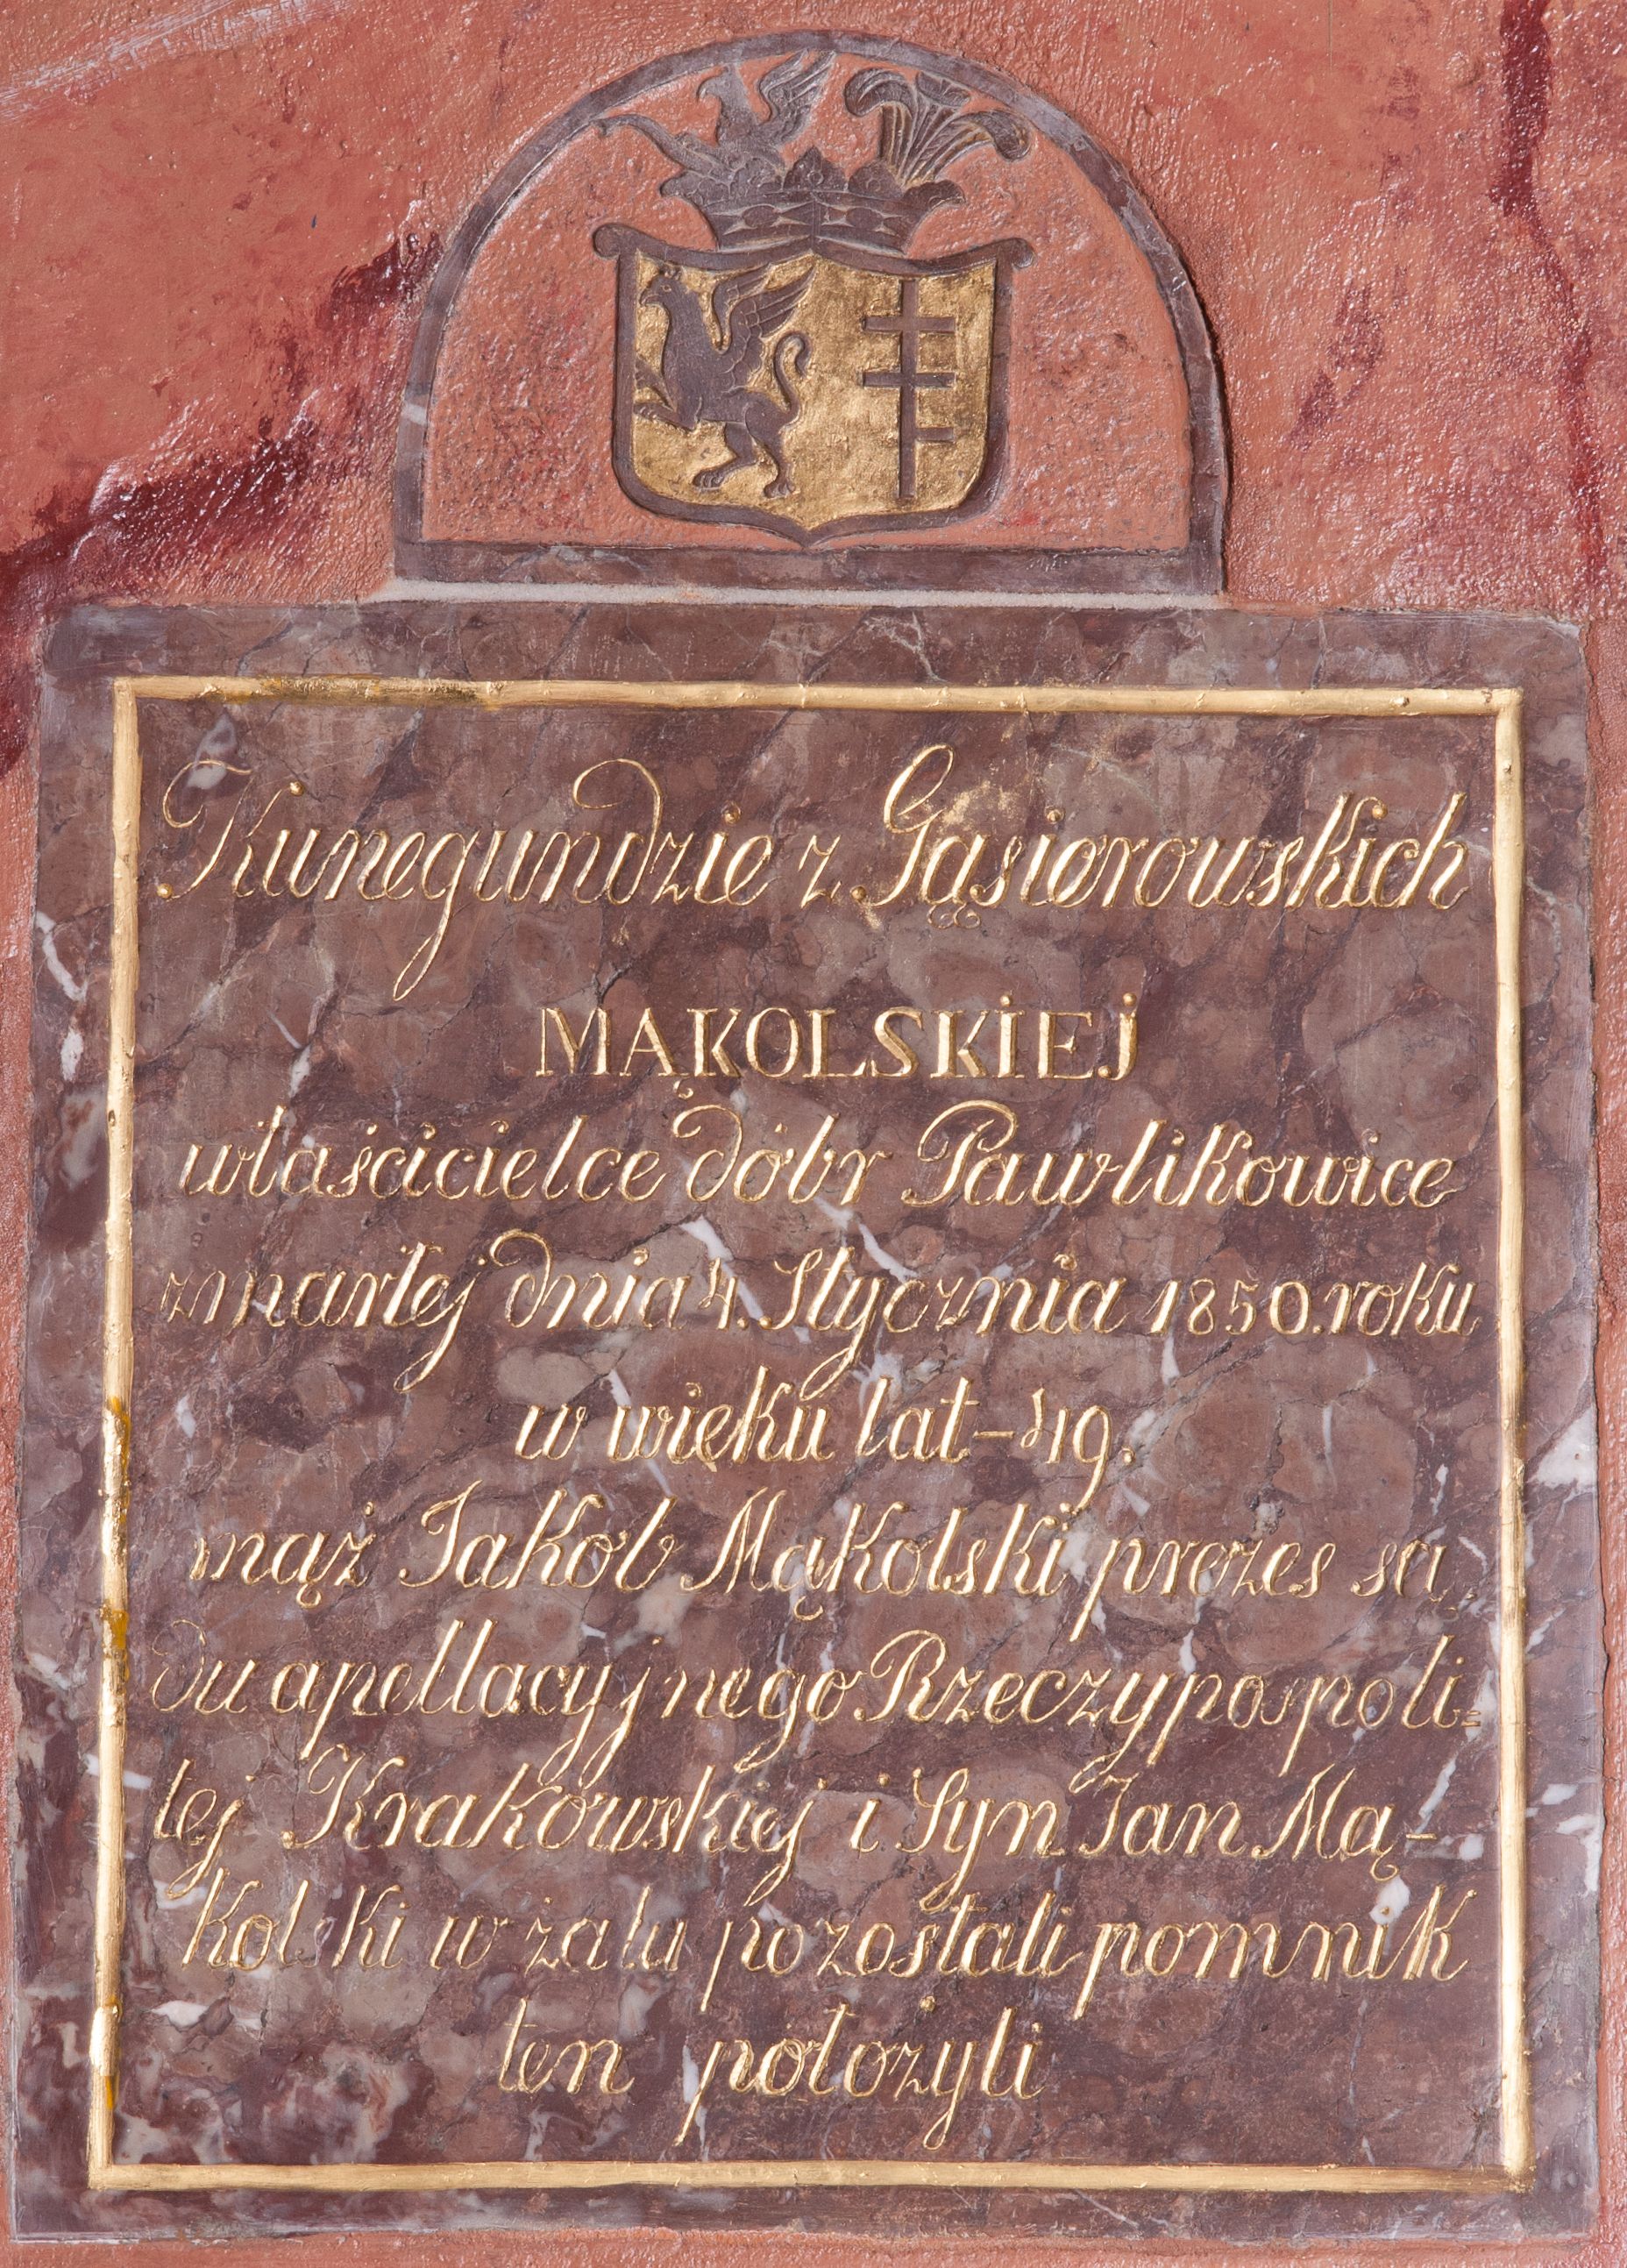 Kunegundzie z Gąsiorowskich
MĄKOLSKIEJ
właścicielce dóbr Pawlikowice
zmarłej dnia 4. Stycznia 1850. roku
w wieku lat - 49.
mąż Jakób Mąkolski prezes są,
du apellacyjnego Rzeczypospoli=
tej Krakowskiej i Syn Jan Mą-
kolski w żalu pozostali pomnik
ten położyli